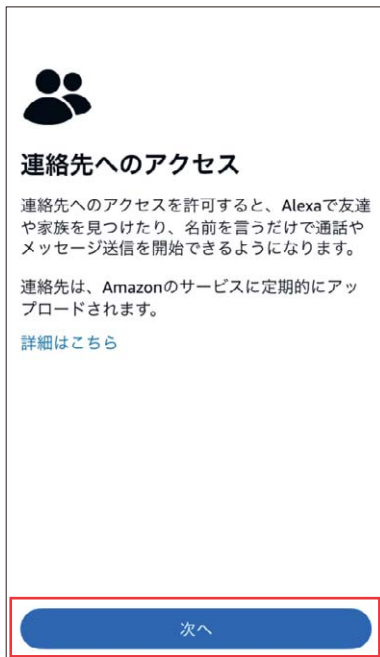 連絡先へのアクセス
連絡先へのアクセスを許可すると、Alexaで友達
や家族を見つけたり、名前を言うだけで通話や
メッセージ送信を開始できるようになります。
連絡先は、Amazonのサービスに定期的にアッ
プロードされます。
詳細はこちら
次へ